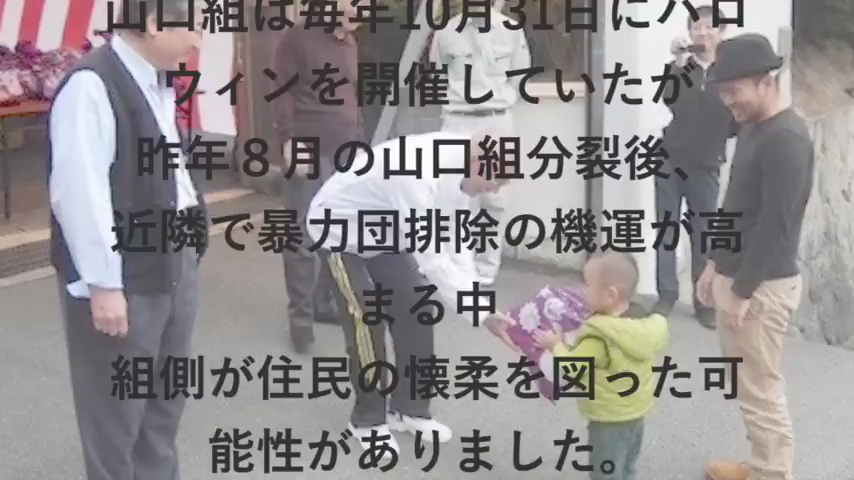 山口組は毎年10月31日にハロ
ウィンを開催していたが
昨年８月の山口組分裂後、
近隣で暴力団排除の機運が高
まる中
組側が住民の懐柔を図った可
能性がありました。